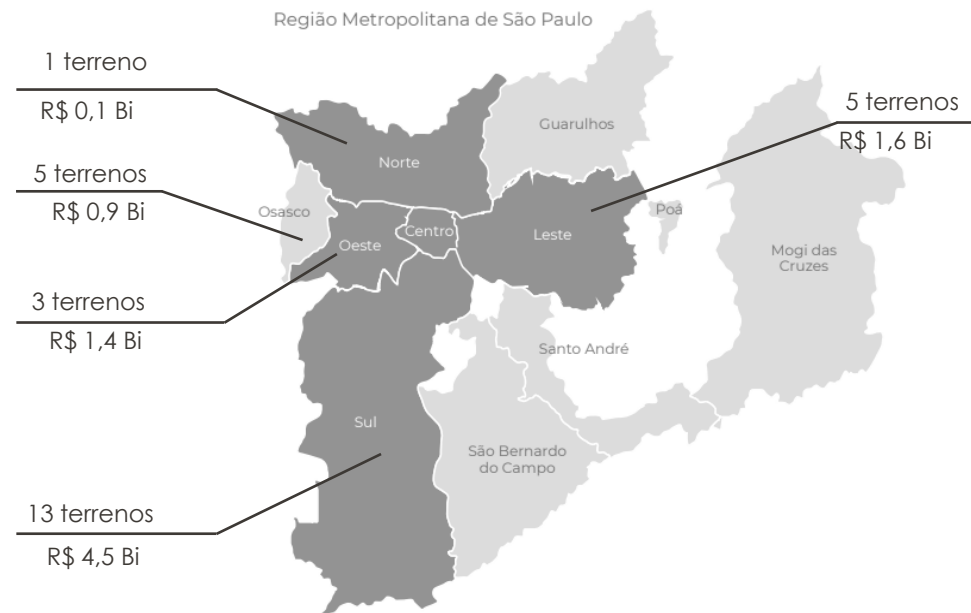 Região Metropolitana de São Paulo
1 terreno
R$ 0,1 Bi
5 terrenos
R$ 1,6 Bi
Guarulhos
Norte
5 terrenos
R$ 0,9 Bi
Osasco
Oeste
Centro
Leste
Poá
Mogi das
Cruzes
3 terrenos
R$ 1,4 Bi
Santo André
Sul
São Bernardo
do Campo
13 terrenos
R$ 4,5 Bi